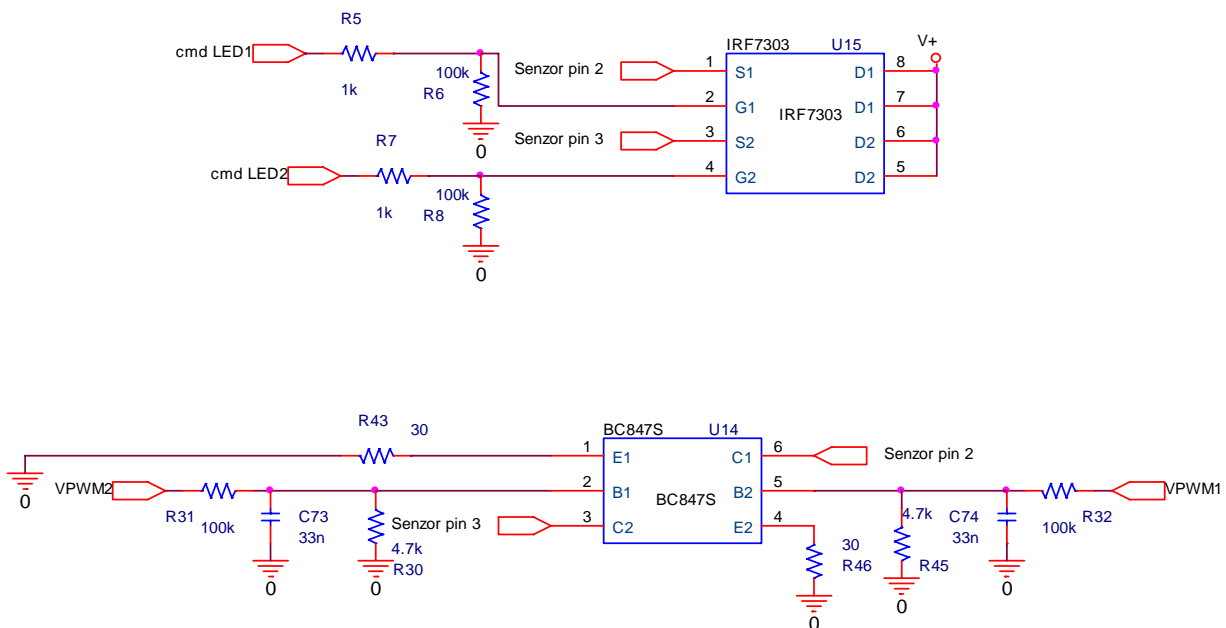 R5
cmd LED1
1k
100k
R6
0
R7
cmd LED2
1k
100k
R8
0
IRF7303
U15
V+
Senzor pin 2
1
S1
D1
8
2
G1
D1
7
IRF7303
Senzor pin 3
3
S2
D2
6
4
G2
D2
5
R43
30
0
BC847S
U14
1
E1
C1
6
Senzor pin 2
VPWM2
R31
100k
C73
33n
0
4.7k
R30
0
2
B1
B2
5
BC847S
Senzor pin 3
3
C2
E2
4
30
R46
0
4.7k
R45
0
C74
33n
0
R32
100k
VPWM1